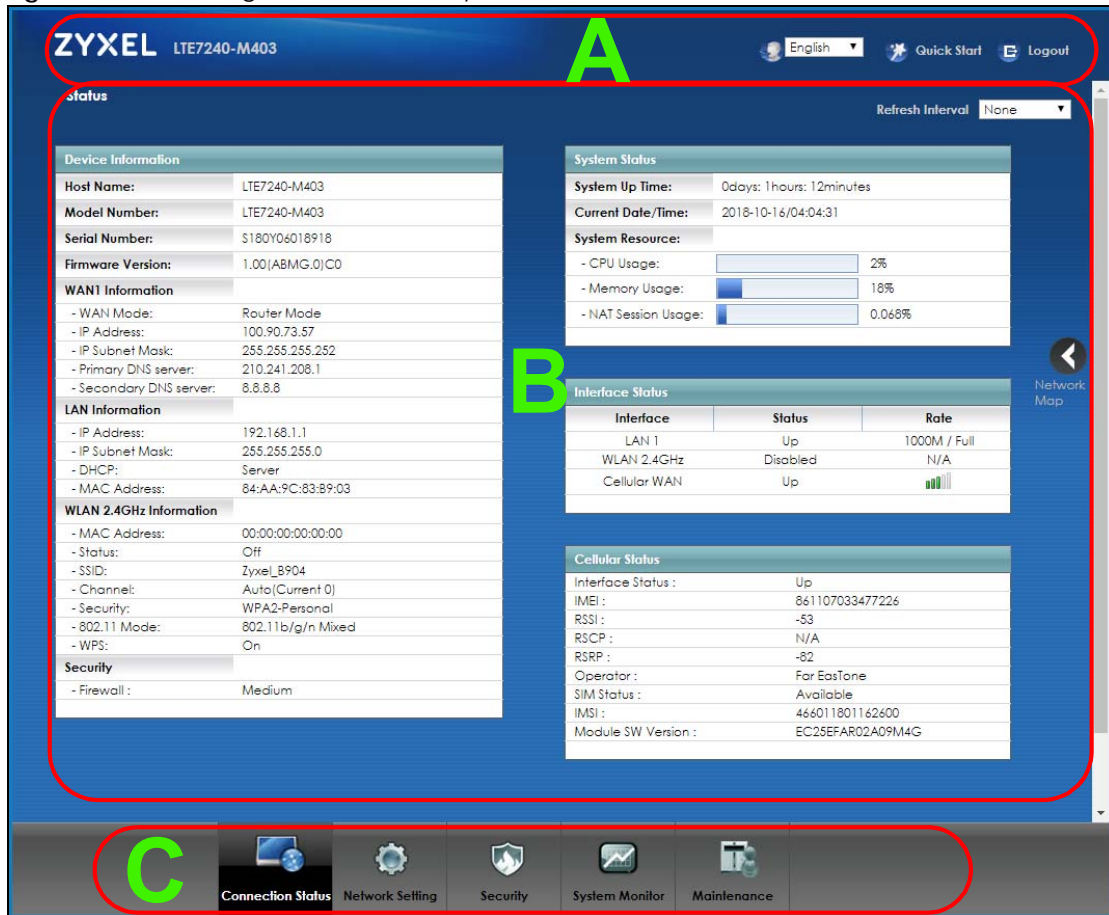 ZYXEL LTE7240-M403
A
English
Quick Start
Logout
Status
Refresh Interval None
Device Information
Host Name: LTE7240-M403
Model Number: LTE7240-M403
Serial Number: S180Y06018918
Firmware Version: 1.00(ABMG.0)C0
WAN1 Information
- WAN Mode: Router Mode
- IP Address: 100.90.73.57
- IP Subnet Mask: 255.255.255.252
- Primary DNS server: 210.241.208.1
- Secondary DNS server: 8.8.8.8
LAN Information
- IP Address: 192.168.1.1
- IP Subnet Mask: 255.255.255.0
- DHCP: Server
- MAC Address: 84:AA:9C:83:B9:03
WLAN 2.4GHz Information
- MAC Address: 00:00:00:00:00:00
- Status: Off
- SSID: Zyxel_B904
- Channel: Auto(Current 0)
- Security: WPA2-Personal
- 802.11 Mode: 802.11b/g/n Mixed
- WPS: On
Security
- Firewall : Medium
B
System Status
System Up Time: 0days: 1hours: 12minutes
Current Date/Time: 2018-10-16/04:04:31
System Resource:
- CPU Usage: 2%
- Memory Usage: 18%
- NAT Session Usage: 0.068%
Interface Status
Interface Status Rate
LAN 1 Up 1000M / Full
WLAN 2.4GHz Disabled N/A
Cellular WAN Up
Cellular Status
Interface Status : Up
IMEI : 861107033477226
RSSI : -53
RSCP : N/A
RSRP : -82
Operator : Far EasTone
SIM Status : Available
IMSI : 466011801162600
Module SW Version : EC25EFAR02A09M4G
Network
Map
C
Connection Status
Network Setting
Security
System Monitor
Maintenance